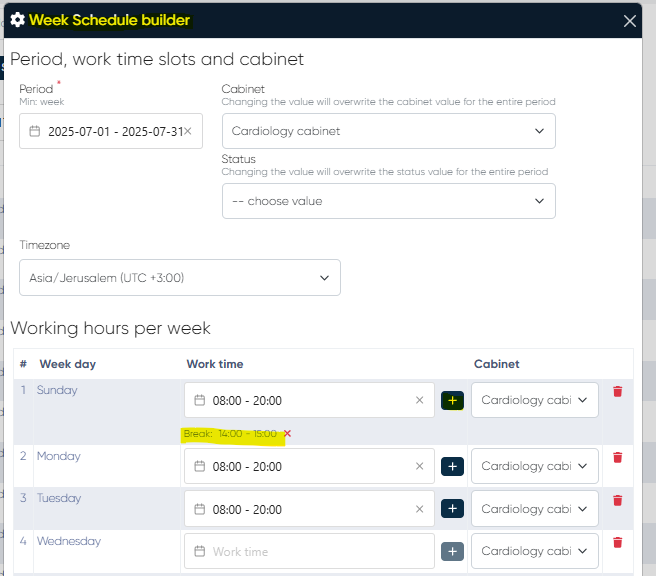 Week Schedule builder
Period, work time slots and cabinet
Period *
Min: week
2025-07-01 - 2025-07-31
Cabinet
Changing the value will overwrite the cabinet value for the entire period
Cardiology cabinet
Status
Changing the value will overwrite the status value for the entire period
-- choose value
Timezone
Asia/Jerusalem (UTC +3:00)
Working hours per week
# Week day Work time Cabinet
1 Sunday 08:00 - 20:00 Cardiology cabi
Break: 14:00 - 15:00
2 Monday 08:00 - 20:00 Cardiology cabi
3 Tuesday 08:00 - 20:00 Cardiology cabi
4 Wednesday Work time Cardiology cabi